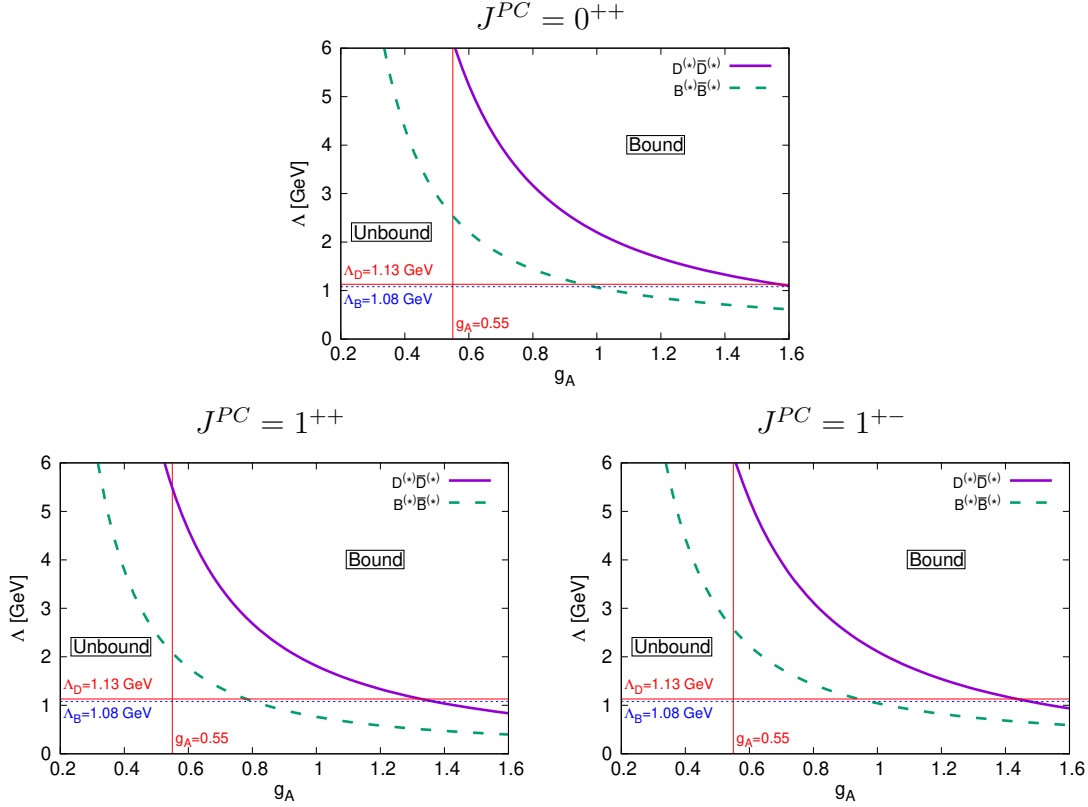 J^{PC} = 0^{++}
D^{(*)}D̅^{(*)}
B^{(*)}B̅^{(*)}
Bound
Unbound
Λ_D=1.13 GeV
Λ_B=1.08 GeV
g_A=0.55
Λ [GeV]
6
5
4
3
2
1
0
0.2 0.4 0.6 0.8 1 1.2 1.4 1.6
g_A
J^{PC} = 1^{++}
D^{(*)}D̅^{(*)}
B^{(*)}B̅^{(*)}
Bound
Unbound
Λ_D=1.13 GeV
Λ_B=1.08 GeV
g_A=0.55
Λ [GeV]
6
5
4
3
2
1
0
0.2 0.4 0.6 0.8 1 1.2 1.4 1.6
g_A
J^{PC} = 1^{+-}
D^{(*)}D̅^{(*)}
B^{(*)}B̅^{(*)}
Bound
Unbound
Λ_D=1.13 GeV
Λ_B=1.08 GeV
g_A=0.55
Λ [GeV]
6
5
4
3
2
1
0
0.2 0.4 0.6 0.8 1 1.2 1.4 1.6
g_A